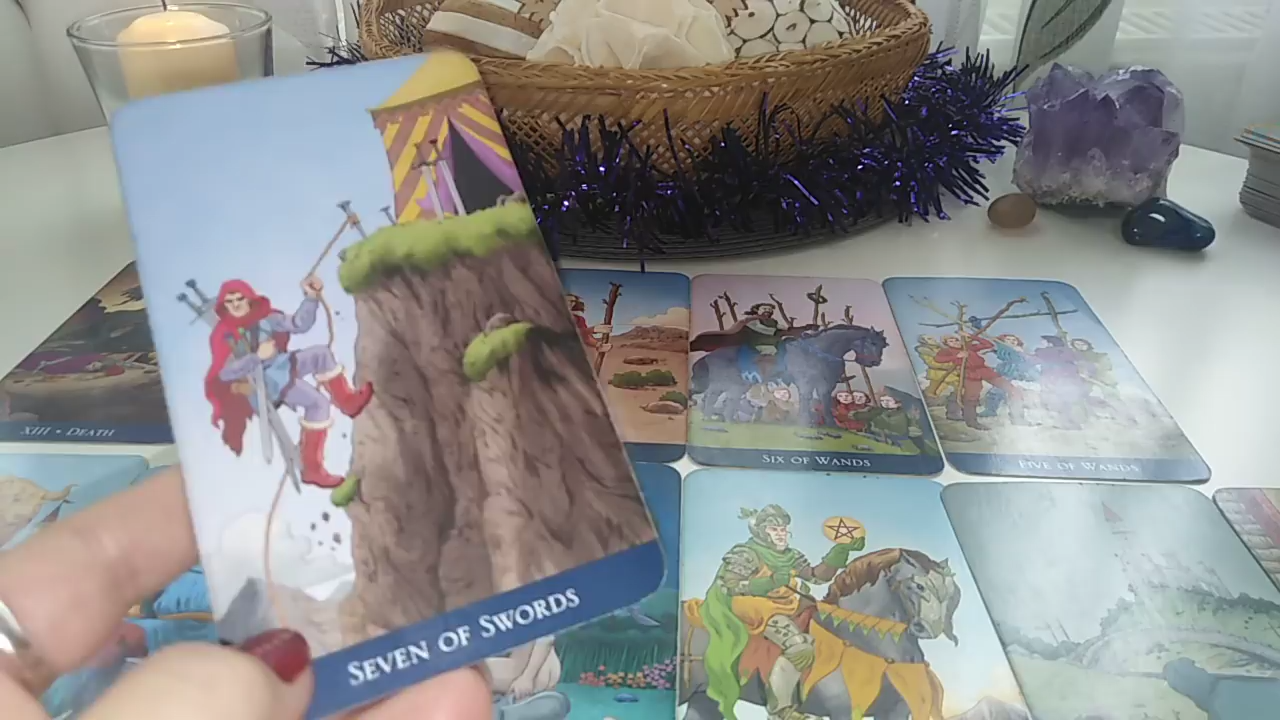 XIII • DEATH
SIX OF WANDS
FIVE OF WANDS
SEVEN OF SWORDS